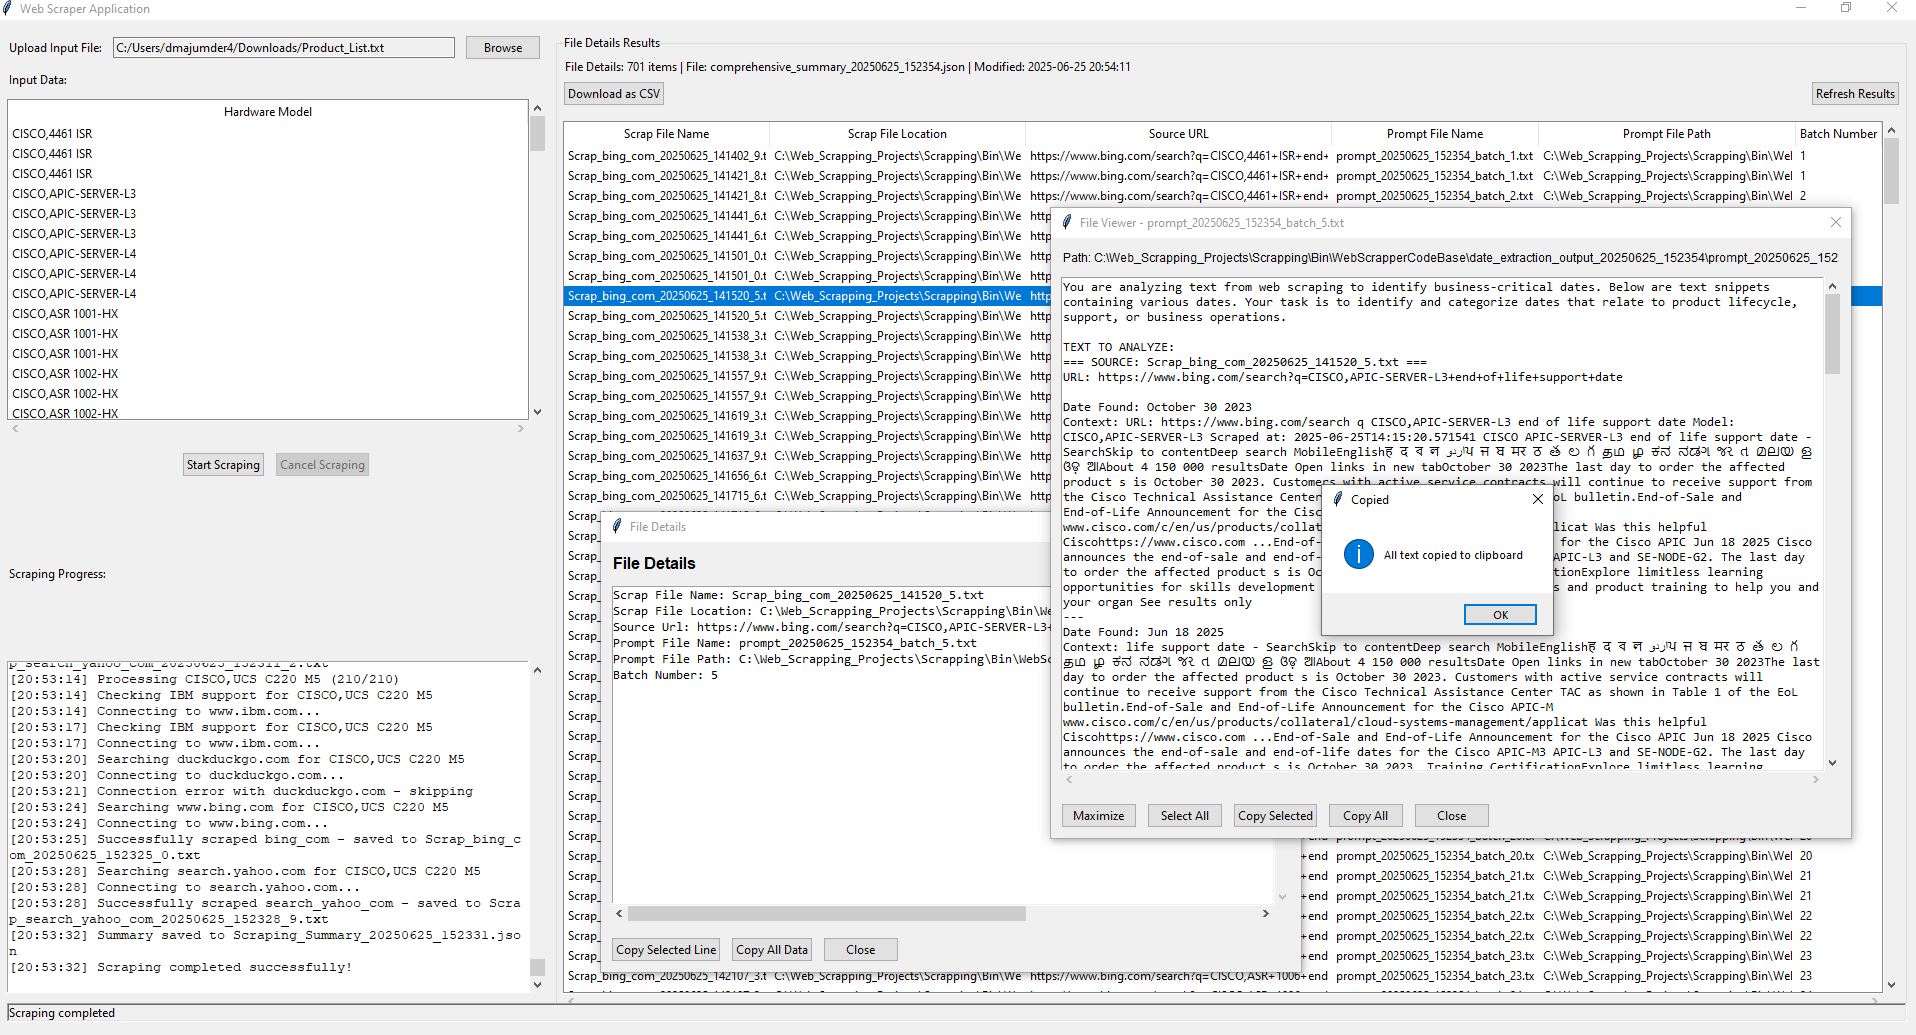 Web Scraper Application
Upload Input File:
C:/Users/dmajumder4/Downloads/Product_List.txt
Browse
Input Data:
Hardware Model
CISCO,4461 ISR
CISCO,4461 ISR
CISCO,4461 ISR
CISCO,APIC-SERVER-L3
CISCO,APIC-SERVER-L3
CISCO,APIC-SERVER-L3
CISCO,APIC-SERVER-L4
CISCO,APIC-SERVER-L4
CISCO,APIC-SERVER-L4
CISCO,ASR 1001-HX
CISCO,ASR 1001-HX
CISCO,ASR 1001-HX
CISCO,ASR 1002-HX
CISCO,ASR 1002-HX
CISCO,ASR 1002-HX
Start Scraping
Cancel Scraping
Scraping Progress:
p_search_yahoo_com_20250625_152311_2.txt
[20:53:14] Processing CISCO,UCS C220 M5 (210/210)
[20:53:14] Checking IBM support for CISCO,UCS C220 M5
[20:53:14] Connecting to www.ibm.com...
[20:53:17] Checking IBM support for CISCO,UCS C220 M5
[20:53:17] Connecting to www.ibm.com...
[20:53:20] Searching duckduckgo.com for CISCO,UCS C220 M5
[20:53:20] Connecting to duckduckgo.com...
[20:53:21] Connection error with duckduckgo.com - skipping
[20:53:24] Searching www.bing.com for CISCO,UCS C220 M5
[20:53:24] Connecting to www.bing.com...
[20:53:25] Successfully scraped bing_com - saved to Scrap_bing_c
om_20250625_152325_0.txt
[20:53:28] Searching search.yahoo.com for CISCO,UCS C220 M5
[20:53:28] Connecting to search.yahoo.com...
[20:53:28] Successfully scraped search_yahoo_com - saved to Scra
p_search_yahoo_com_20250625_152328_9.txt
[20:53:32] Summary saved to Scraping_Summary_20250625_152331.jso
n
[20:53:32] Scraping completed successfully!
Scraping completed
File Details Results
File Details: 701 items | File: comprehensive_summary_20250625_152354.json | Modified: 2025-06-25 20:54:11
Download as CSV
Refresh Results
Scrap File Name Scrap File Location Source URL Prompt File Name Prompt File Path Batch Number
Scrap_bing_com_20250625_141402_9.t C:\Web_Scrapping_Projects\Scrapping\Bin\We https://www.bing.com/search?q=CISCO,4461+ISR+end+ prompt_20250625_152354_batch_1.txt C:\Web_Scrapping_Projects\Scrapping\Bin\Wel 1
Scrap_bing_com_20250625_141421_8.t C:\Web_Scrapping_Projects\Scrapping\Bin\We https://www.bing.com/search?q=CISCO,4461+ISR+end+ prompt_20250625_152354_batch_1.txt C:\Web_Scrapping_Projects\Scrapping\Bin\Wel 1
Scrap_bing_com_20250625_141421_8.t C:\Web_Scrapping_Projects\Scrapping\Bin\We https://www.bing.com/search?q=CISCO,4461+ISR+end+ prompt_20250625_152354_batch_2.txt C:\Web_Scrapping_Projects\Scrapping\Bin\Wel 2
Scrap_bing_com_20250625_141441_6.t C:\Web_Scrapping_Projects\Scrapping\Bin\We http
Scrap_bing_com_20250625_141441_6.t C:\Web_Scrapping_Projects\Scrapping\Bin\We http
Scrap_bing_com_20250625_141501_0.t C:\Web_Scrapping_Projects\Scrapping\Bin\We http
Scrap_bing_com_20250625_141501_0.t C:\Web_Scrapping_Projects\Scrapping\Bin\We http
Scrap_bing_com_20250625_141520_5.t C:\Web_Scrapping_Projects\Scrapping\Bin\We http
Scrap_bing_com_20250625_141520_5.t C:\Web_Scrapping_Projects\Scrapping\Bin\We http
Scrap_bing_com_20250625_141538_3.t C:\Web_Scrapping_Projects\Scrapping\Bin\We http
Scrap_bing_com_20250625_141538_3.t C:\Web_Scrapping_Projects\Scrapping\Bin\We http
Scrap_bing_com_20250625_141557_9.t C:\Web_Scrapping_Projects\Scrapping\Bin\We http
Scrap_bing_com_20250625_141557_9.t C:\Web_Scrapping_Projects\Scrapping\Bin\We http
Scrap_bing_com_20250625_141619_3.t C:\Web_Scrapping_Projects\Scrapping\Bin\We http
Scrap_bing_com_20250625_141619_3.t C:\Web_Scrapping_Projects\Scrapping\Bin\We http
Scrap_bing_com_20250625_141637_9.t C:\Web_Scrapping_Projects\Scrapping\Bin\We http
Scrap_bing_com_20250625_141656_6.t C:\Web_Scrapping_Projects\Scrapping\Bin\We http
Scrap_bing_com_20250625_141715_6.t C:\Web_Scrapping_Projects\Scrapping\Bin\We http
+end prompt_20250625_152354_batch_20.tx C:\Web_Scrapping_Projects\Scrapping\Bin\Wel 20
+end prompt_20250625_152354_batch_21.tx C:\Web_Scrapping_Projects\Scrapping\Bin\Wel 21
+end prompt_20250625_152354_batch_21.tx C:\Web_Scrapping_Projects\Scrapping\Bin\Wel 21
+end prompt_20250625_152354_batch_22.tx C:\Web_Scrapping_Projects\Scrapping\Bin\Wel 22
+end prompt_20250625_152354_batch_22.tx C:\Web_Scrapping_Projects\Scrapping\Bin\Wel 22
+end prompt_20250625_152354_batch_23.tx C:\Web_Scrapping_Projects\Scrapping\Bin\Wel 23
Scrap_bing_com_20250625_142107_3.t C:\Web_Scrapping_Projects\Scrapping\Bin\We https://www.bing.com/search?q=CISCO,ASR+1006+end prompt_20250625_152354_batch_23.tx C:\Web_Scrapping_Projects\Scrapping\Bin\Wel 23
File Details
File Details
Scrap File Name: Scrap_bing_com_20250625_141520_5.txt
Scrap File Location: C:\Web_Scrapping_Projects\Scrapping\Bin\We
Source Url: https://www.bing.com/search?q=CISCO,APIC-SERVER-L3+
Prompt File Name: prompt_20250625_152354_batch_5.txt
Prompt File Path: C:\Web_Scrapping_Projects\Scrapping\Bin\WebSc
Batch Number: 5
Copy Selected Line
Copy All Data
Close
File Viewer - prompt_20250625_152354_batch_5.txt
Path: C:\Web_Scrapping_Projects\Scrapping\Bin\WebScrapperCodeBase\date_extraction_output_20250625_152354\prompt_20250625_152
You are analyzing text from web scraping to identify business-critical dates. Below are text snippets
containing various dates. Your task is to identify and categorize dates that relate to product lifecycle,
support, or business operations.
TEXT TO ANALYZE:
=== SOURCE: Scrap_bing_com_20250625_141520_5.txt ===
URL: https://www.bing.com/search?q=CISCO,APIC-SERVER-L3+end+of+life+support+date
Date Found: October 30 2023
Context: URL: https://www.bing.com/search q CISCO,APIC-SERVER-L3 end of life support date Model:
CISCO,APIC-SERVER-L3 Scraped at: 2025-06-25T14:15:20.571541 CISCO APIC-SERVER-L3 end of life support date -
SearchSkip to contentDeep search MobileEnglish
About 4 150 000 resultsDate Open links in new tabOctober 30 2023The last day to order the affected
product s is October 30 2023. Customers with active service contracts will continue to receive support from
the Cisco Technical Assistance Center oL bulletin.End-of-Sale and
End-of-Life Announcement for the Cisc
www.cisco.com/c/en/us/products/collat applicat Was this helpful
Ciscohttps://www.cisco.com ...End-of- for the Cisco APIC Jun 18 2025 Cisco
announces the end-of-sale and end-of- APIC-L3 and SE-NODE-G2. The last day
to order the affected product s is Oc tionExplore limitless learning
opportunities for skills development s and product training to help you and
your organ See results only
---
Date Found: Jun 18 2025
Context: life support date - SearchSkip to contentDeep search MobileEnglish
About 4 150 000 resultsDate Open links in new tabOctober 30 2023The last
day to order the affected product s is October 30 2023. Customers with active service contracts will
continue to receive support from the Cisco Technical Assistance Center TAC as shown in Table 1 of the EoL
bulletin.End-of-Sale and End-of-Life Announcement for the Cisco APIC-M
www.cisco.com/c/en/us/products/collateral/cloud-systems-management/applicat Was this helpful
Ciscohttps://www.cisco.com ...End-of-Sale and End-of-Life Announcement for the Cisco APIC Jun 18 2025 Cisco
announces the end-of-sale and end-of-life dates for the Cisco APIC-M3 APIC-L3 and SE-NODE-G2. The last day
to order the affected product s is October 30 2023. Training CertificationExplore limitless learning
Maximize
Select All
Copy Selected
Copy All
Close
Copied
All text copied to clipboard
OK